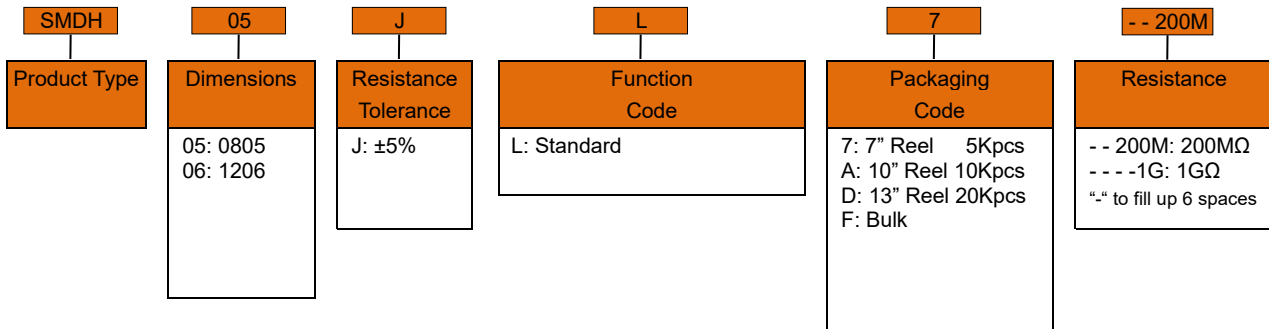 SMDH 05 J L 7 - - 200M
Product Type Dimensions Resistance Tolerance Function Code Packaging Code Resistance
05: 0805
06: 1206
J: ±5%
L: Standard
7: 7” Reel 5Kpcs
A: 10” Reel 10Kpcs
D: 13” Reel 20Kpcs
F: Bulk
- - 200M: 200MΩ
- - - -1G: 1GΩ
“-“ to fill up 6 spaces